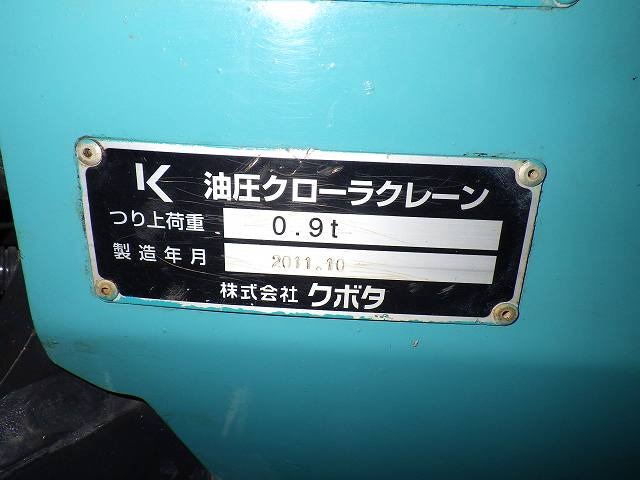 K 油圧クローラクレーン
つり上荷重 0.9t
製造年月 2011.10
株式会社 クボタ